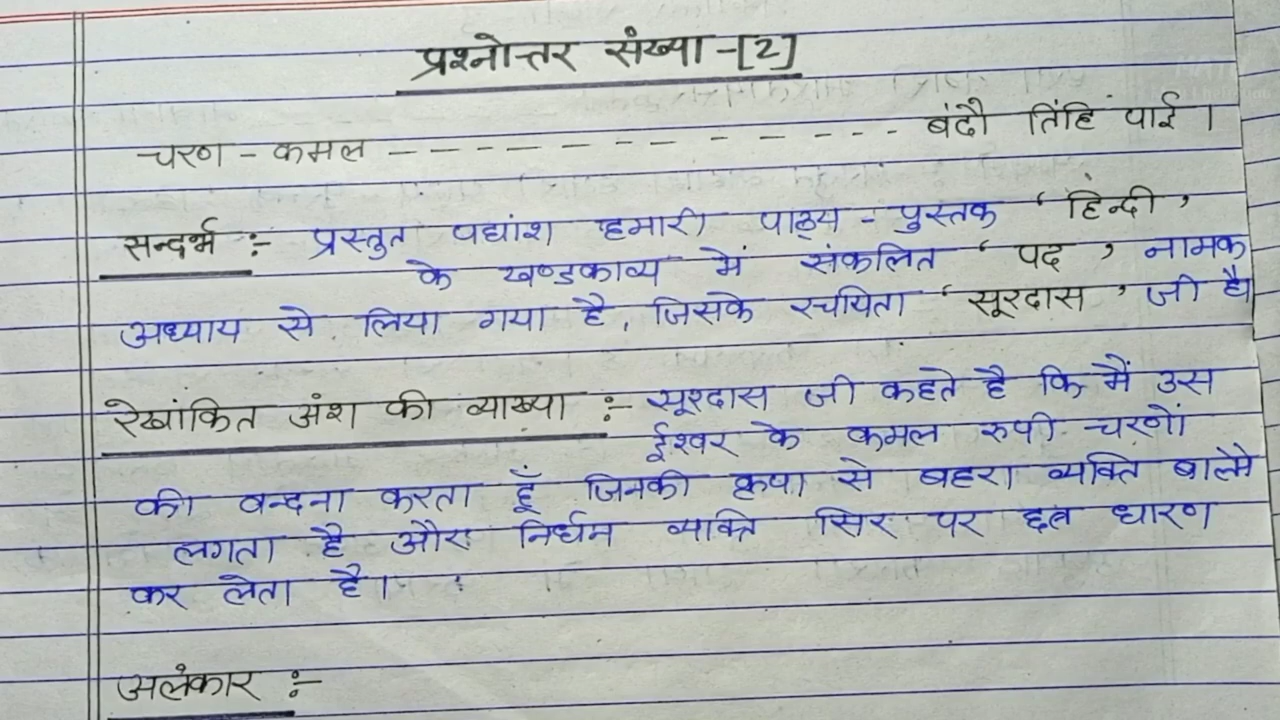 प्रश्नोत्तर संख्या -[2]
चरण - कमल - - - - - - - - - - - - बंदौ तिंहि पाई ।
सन्दर्भ :- प्रस्तुत पद्यांश हमारी पाठ्य - पुस्तक ' हिंन्दी '
के खण्डकाव्य में संकलित ' पद ' नामक
अध्याय से लिया गया है, जिसके रचयिता ' सूरदास ' जी है।
रेखांकित अंश की व्याख्या :- सूरदास जी कहते है कि मैं उस
ईश्वर के कमल रुपी चरणों
की वन्दना करता हूँ जिनकी कृपा से बहरा व्यक्ति बालने
लगता है और निर्धन व्यक्ति सिर पर छत्र धारण
कर लेता है।
अलंकार :-